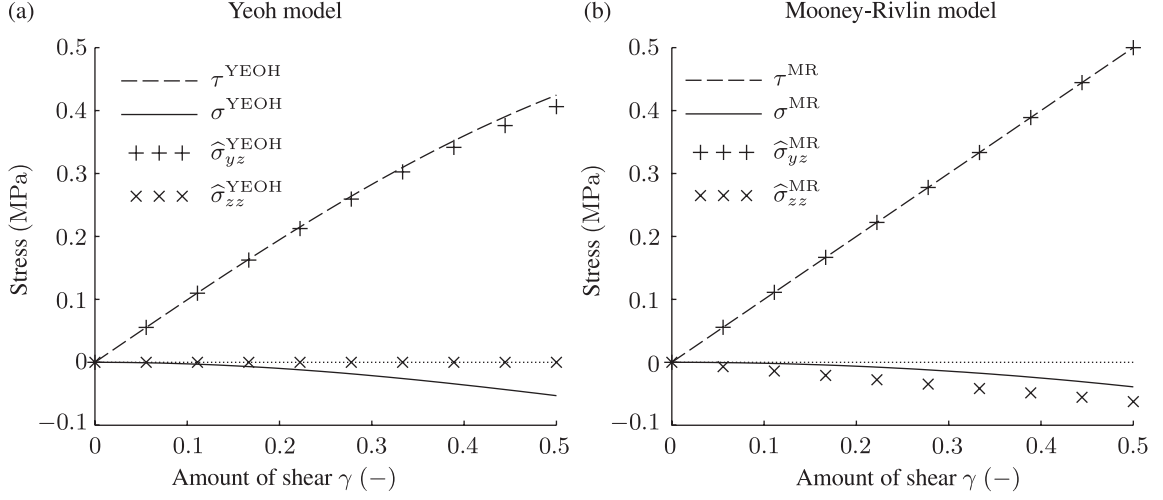 (a) Yeoh model
Stress (MPa)
0.5
0.4
0.3
0.2
0.1
0
−0.1
τ^YEOH
σ^YEOH
σ̂_yz^YEOH
σ̂_zz^YEOH
0 0.1 0.2 0.3 0.4 0.5
Amount of shear γ (−)
(b) Mooney-Rivlin model
Stress (MPa)
0.5
0.4
0.3
0.2
0.1
0
−0.1
τ^MR
σ^MR
σ̂_yz^MR
σ̂_zz^MR
0 0.1 0.2 0.3 0.4 0.5
Amount of shear γ (−)